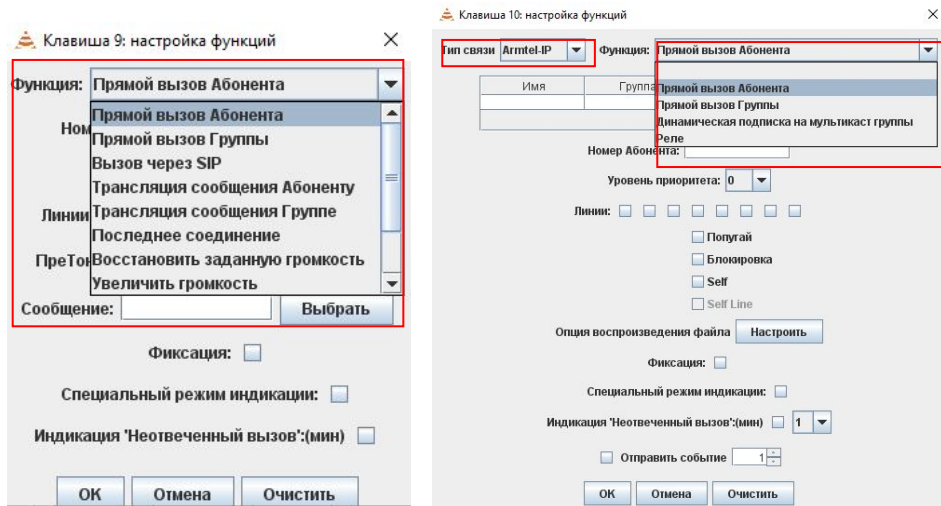 Клавиша 9: настройка функций
Функция: Прямой вызов Абонента
Прямой вызов Абонента
Ном Прямой вызов Группы
Вызов через SIP
Трансляция сообщения Абоненту
Линии Трансляция сообщения Группе
Последнее соединение
ПреТон Восстановить заданную громкость
Увеличить громкость
Сообщение: Выбрать
Фиксация:
Специальный режим индикации:
Индикация 'Неотвеченный вызов':(мин)
ОК Отмена Очистить
Клавиша 10: настройка функций
Тип связи Armtel-IP Функция: Прямой вызов Абонента
Имя Группа Прямой вызов Абонента
Прямой вызов Группы
Динамическая подписка на мультикаст группы
Реле
Номер Абонента:
Уровень приоритета: 0
Линии:
Попугай
Блокировка
Self
Self Line
Опция воспроизведения файла Настроить
Фиксация:
Специальный режим индикации:
Индикация 'Неотвеченный вызов':(мин) 1
Отправить событие 1
ОК Отмена Очистить